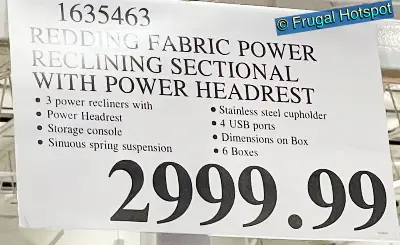 1635463
© Frugal Hotspot
REDDING FABRIC POWER
RECLINING SECTIONAL
WITH POWER HEADREST
• 3 power recliners with
• Power Headrest
• Storage console
• Sinuous spring suspension
• Stainless steel cupholder
• 4 USB ports
• Dimensions on Box
• 6 Boxes
2999.99